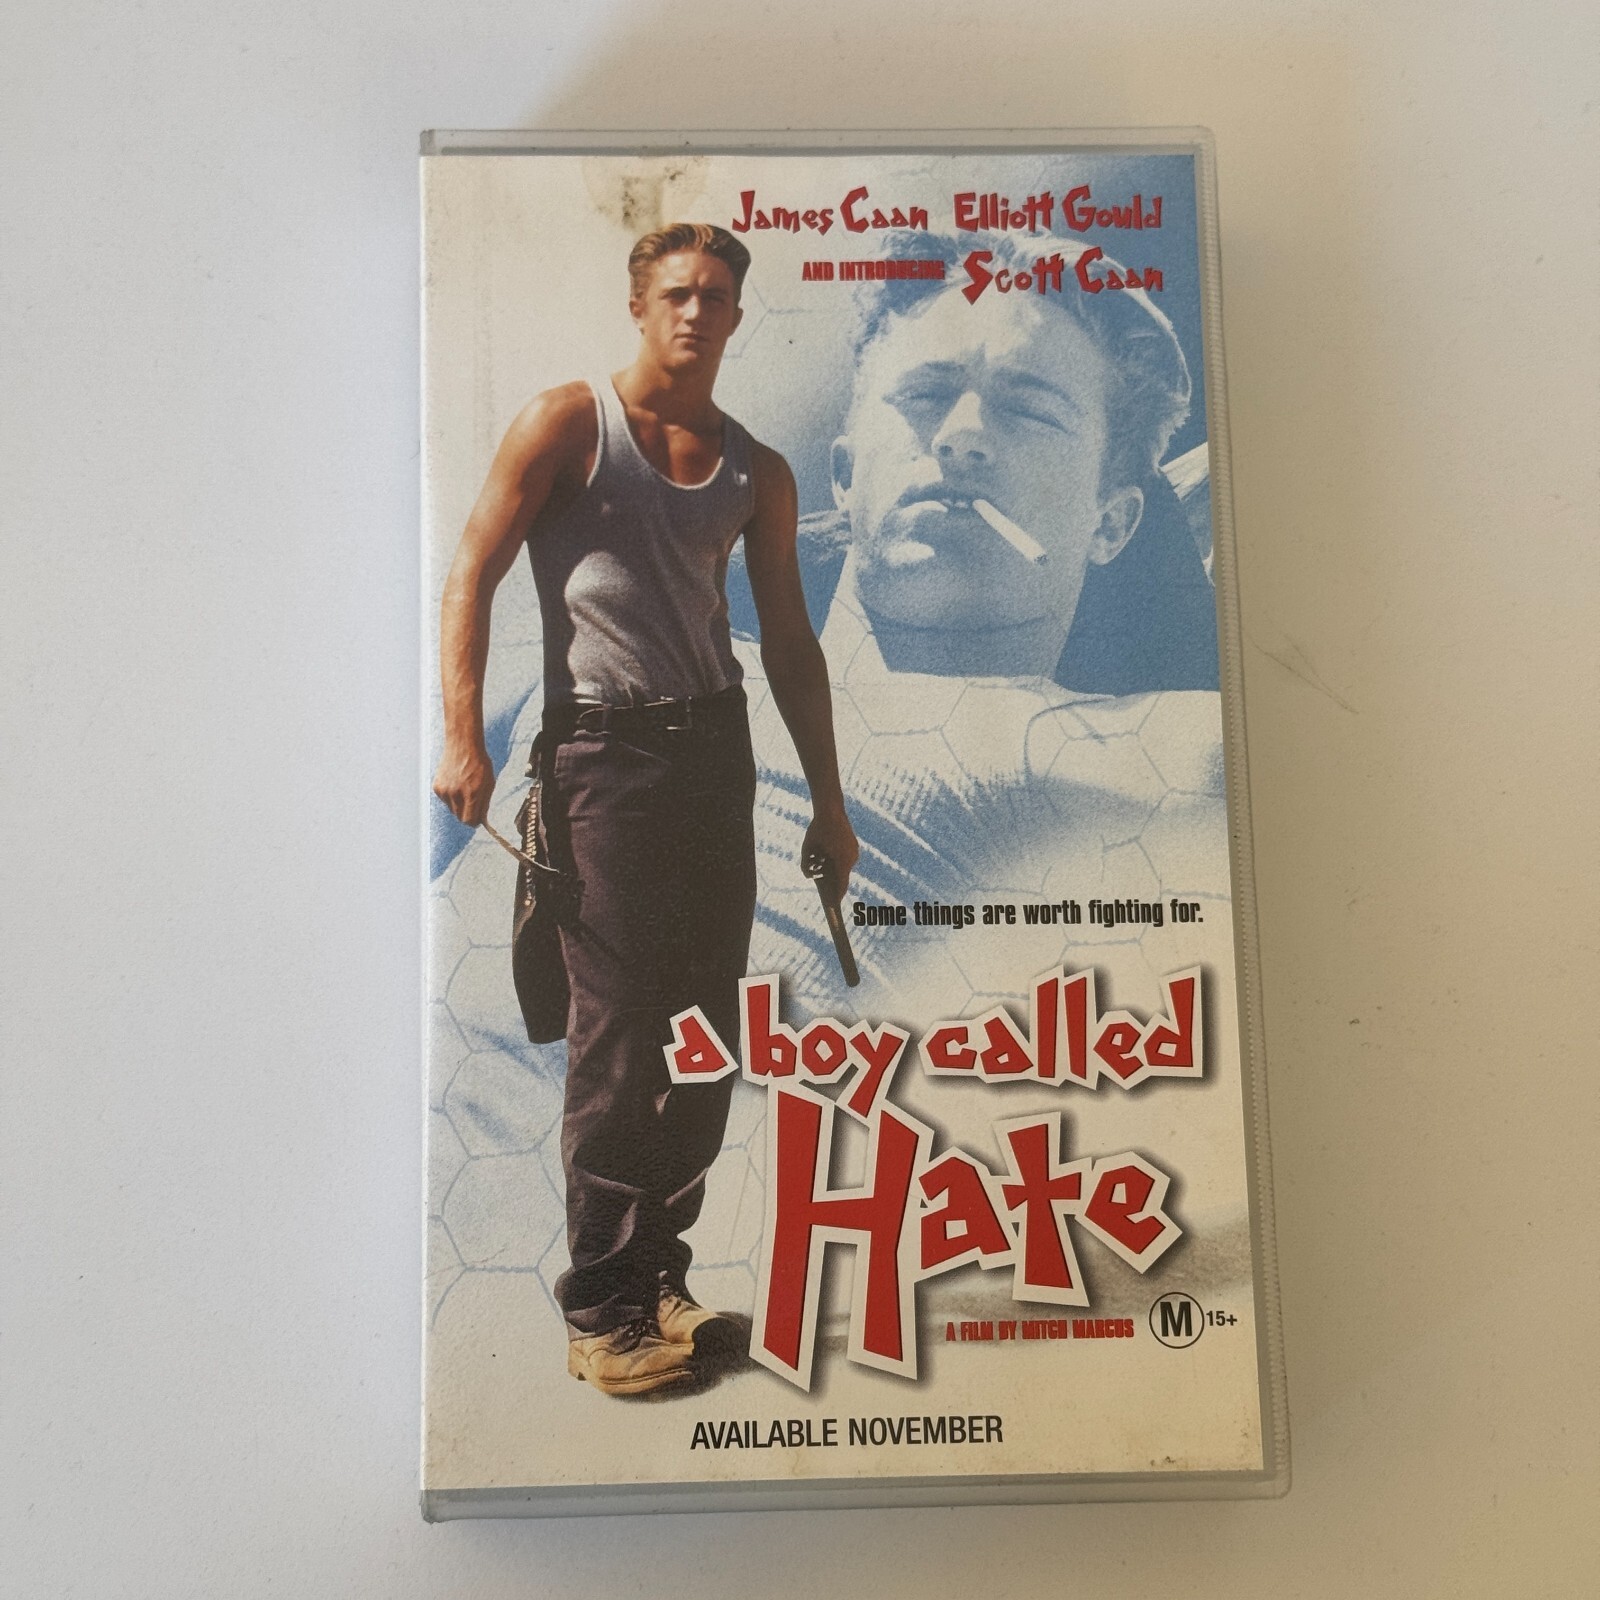 James Caan Elliott Gould
AND INTRODUCING Scott Caan
Some things are worth fighting for.
a boy called
Hate
A FILM BY MITCH MARCUS M 15+
AVAILABLE NOVEMBER